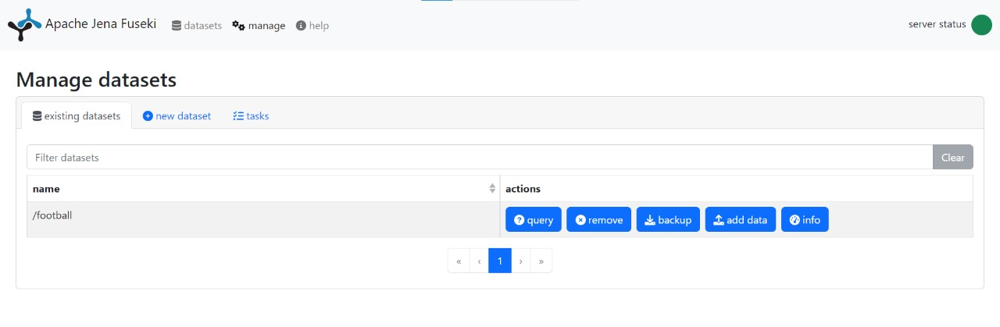 Apache Jena Fuseki datasets manage help server status
Manage datasets
existing datasets new dataset tasks
Filter datasets Clear
name actions
/football query remove backup add data info
« ‹ 1 › »